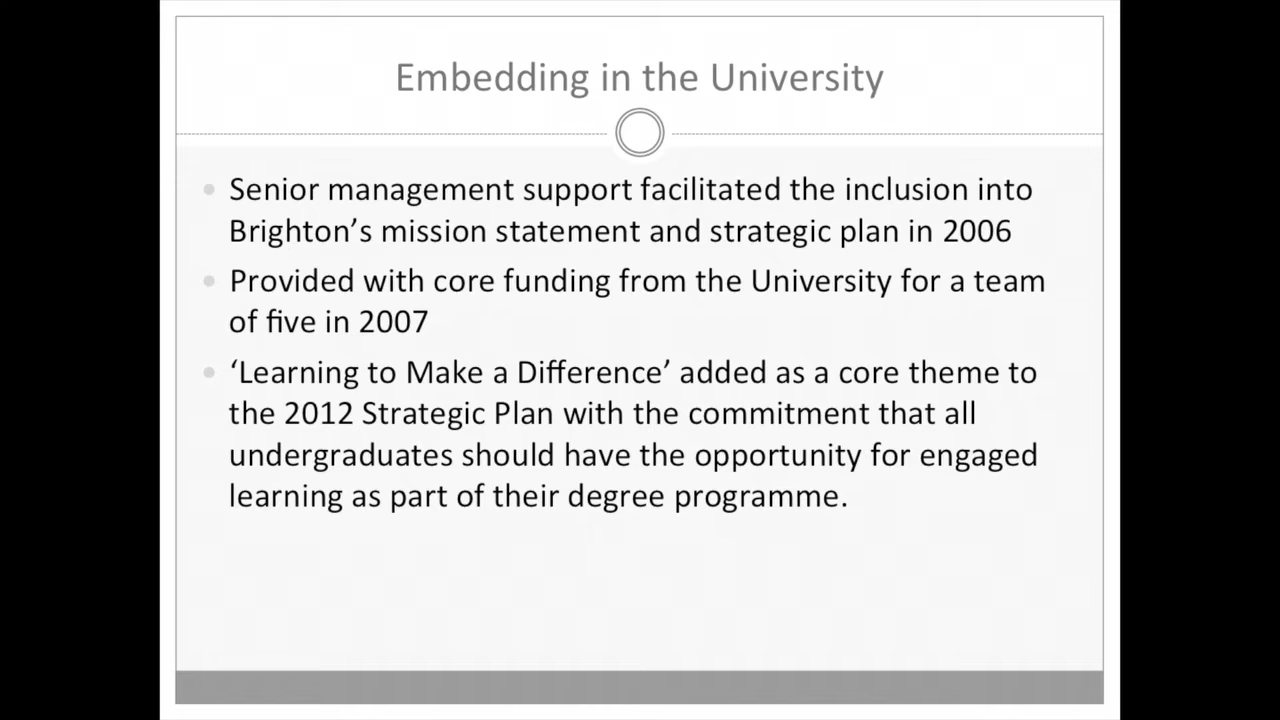 Embedding in the University
Senior management support facilitated the inclusion into
Brighton’s mission statement and strategic plan in 2006
Provided with core funding from the University for a team
of five in 2007
‘Learning to Make a Difference’ added as a core theme to
the 2012 Strategic Plan with the commitment that all
undergraduates should have the opportunity for engaged
learning as part of their degree programme.